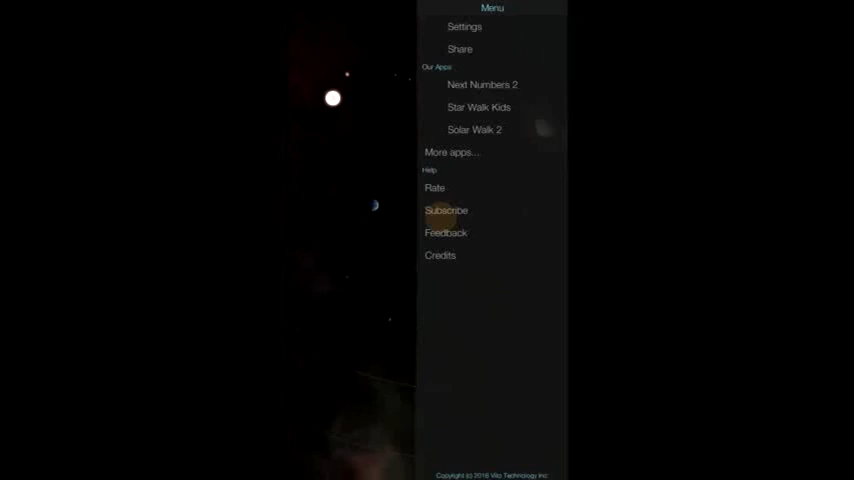 Menu
Settings
Share
Our Apps
Next Numbers 2
Star Walk Kids
Solar Walk 2
More apps...
Help
Rate
Subscribe
Feedback
Credits
Copyright (c) 2016 Vito Technology Inc